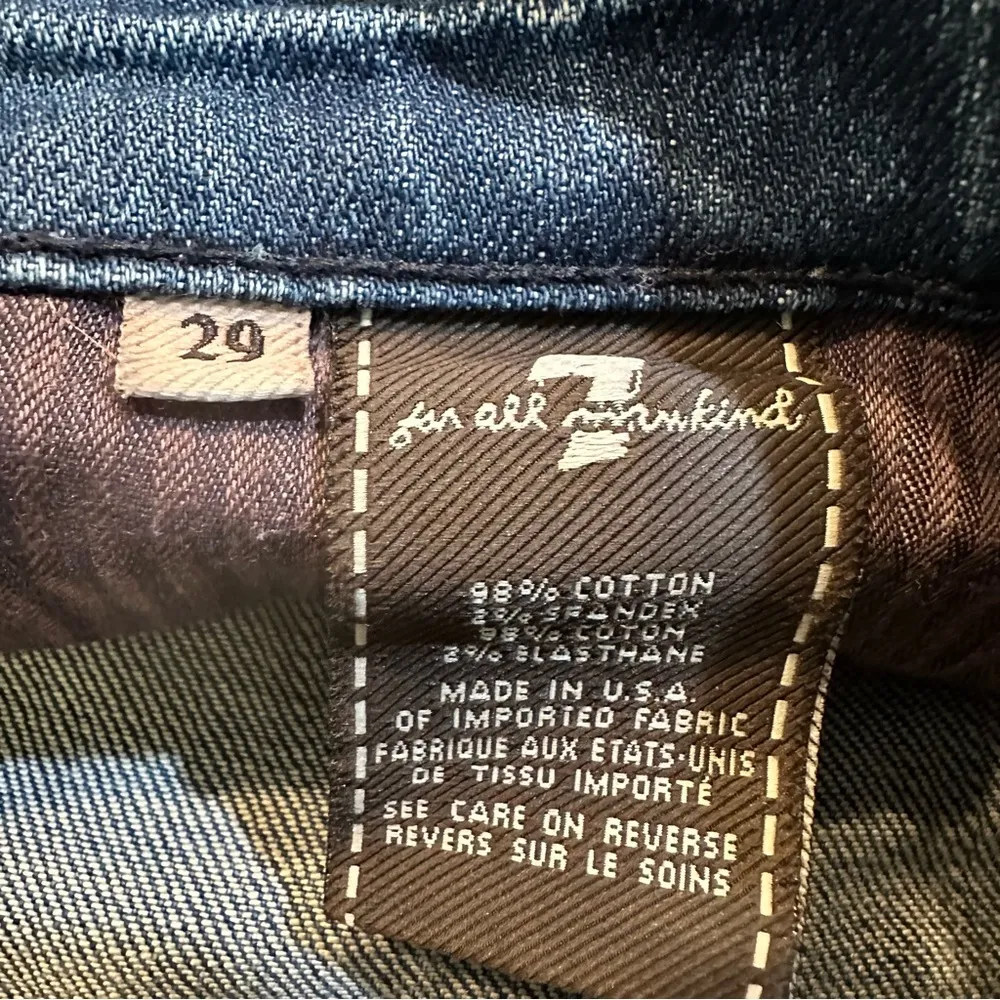 29
7
for all mankind
98% COTTON
2% SPANDEX
98% COTON
2% ELASTHANE
MADE IN U.S.A.
OF IMPORTED FABRIC
FABRIQUE AUX ETATS-UNIS
DE TISSU IMPORTÉ
SEE CARE ON REVERSE
REVERS SUR LE SOINS